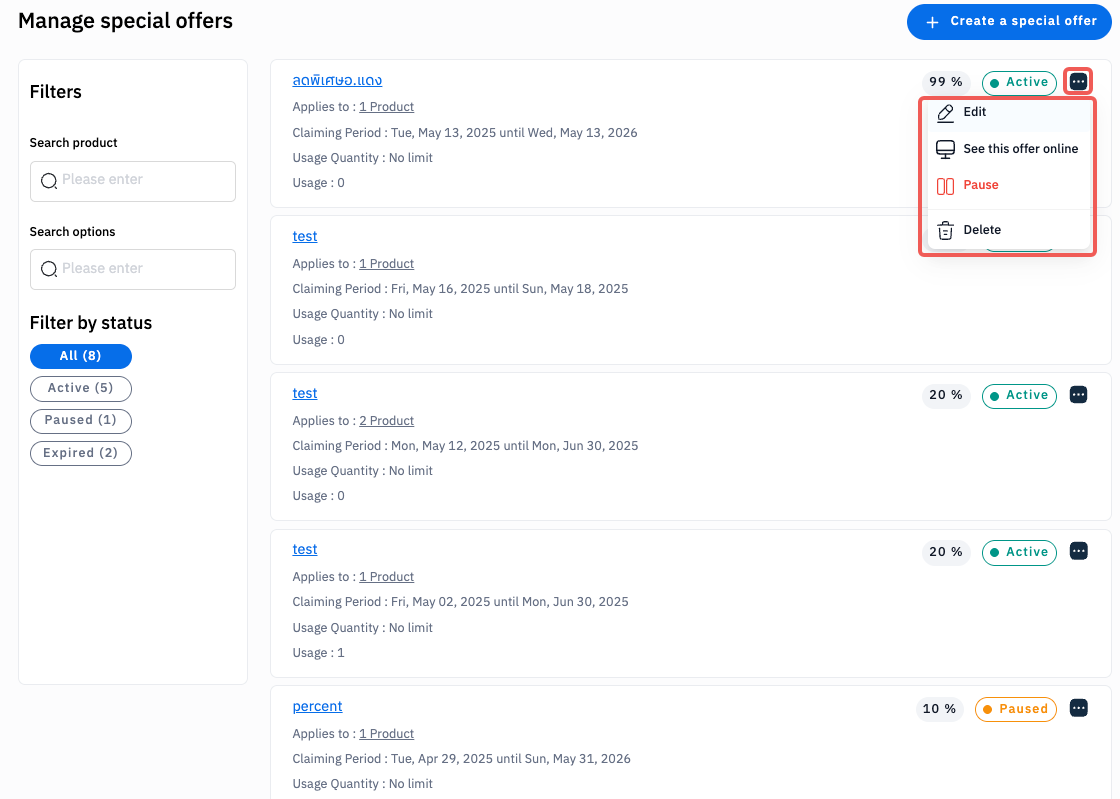 Manage special offers
+ Create a special offer
Filters
Search product
Please enter
Search options
Please enter
Filter by status
All (8)
Active (5)
Paused (1)
Expired (2)
ลดพิเศษอ.แดง
99 %
Active
Applies to : 1 Product
Claiming Period : Tue, May 13, 2025 until Wed, May 13, 2026
Usage Quantity : No limit
Usage : 0
Edit
See this offer online
Pause
Delete
test
Applies to : 1 Product
Claiming Period : Fri, May 16, 2025 until Sun, May 18, 2025
Usage Quantity : No limit
Usage : 0
test
20 %
Active
Applies to : 2 Product
Claiming Period : Mon, May 12, 2025 until Mon, Jun 30, 2025
Usage Quantity : No limit
Usage : 0
test
20 %
Active
Applies to : 1 Product
Claiming Period : Fri, May 02, 2025 until Mon, Jun 30, 2025
Usage Quantity : No limit
Usage : 1
percent
10 %
Paused
Applies to : 1 Product
Claiming Period : Tue, Apr 29, 2025 until Sun, May 31, 2026
Usage Quantity : No limit